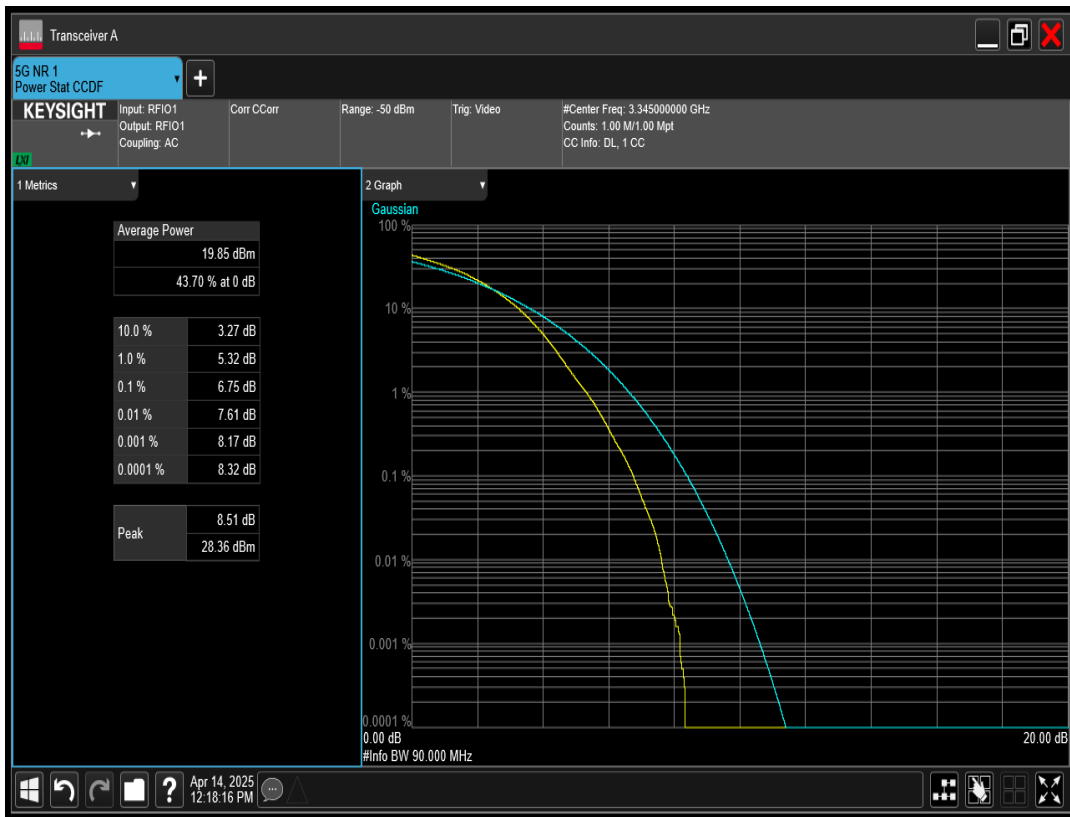 Transceiver A
5G NR 1
Power Stat CCDF
+
KEYSIGHT
LXI
Input: RFIO1
Output: RFIO1
Coupling: AC
Corr CCorr
Range: -50 dBm
Trig: Video
#Center Freq: 3.345000000 GHz
Counts: 1.00 M/1.00 Mpt
CC Info: DL, 1 CC
1 Metrics
Average Power
19.85 dBm
43.70 % at 0 dB
10.0 % 3.27 dB
1.0 % 5.32 dB
0.1 % 6.75 dB
0.01 % 7.61 dB
0.001 % 8.17 dB
0.0001 % 8.32 dB
Peak
8.51 dB
28.36 dBm
2 Graph
Gaussian
100 %
10 %
1 %
0.1 %
0.01 %
0.001 %
0.0001 %
0.00 dB 20.00 dB
#Info BW 90.000 MHz
?
Apr 14, 2025
12:18:16 PM